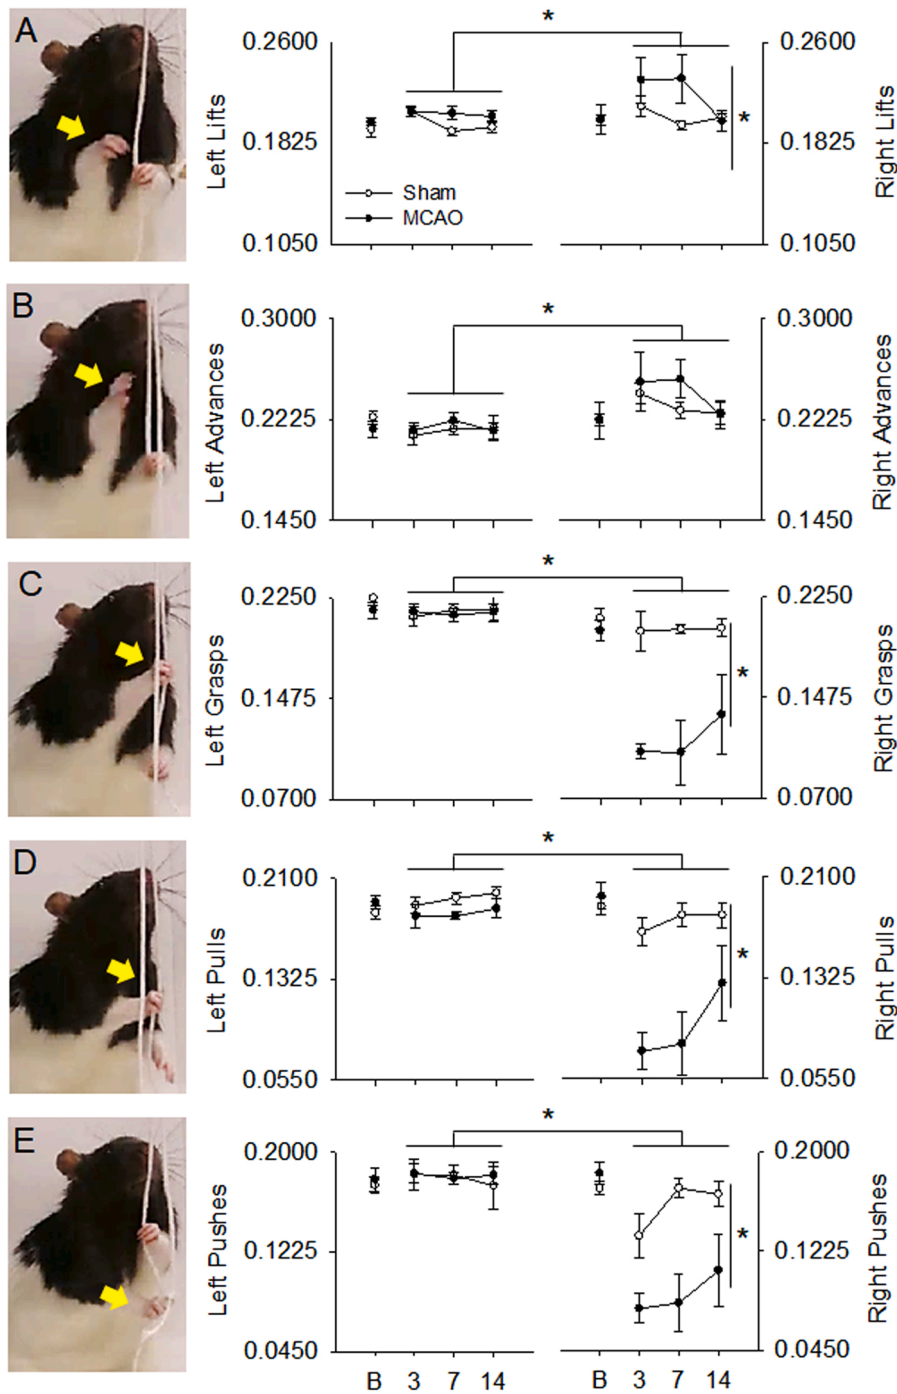 A
Left Lifts
0.2600
0.1825
0.1050
*
*
Sham
MCAO
0.2600
0.1825
0.1050
Right Lifts
B
Left Advances
0.3000
0.2225
0.1450
*
0.3000
0.2225
0.1450
Right Advances
C
Left Grasps
0.2250
0.1475
0.0700
*
*
0.2250
0.1475
0.0700
Right Grasps
D
Left Pulls
0.2100
0.1325
0.0550
*
*
0.2100
0.1325
0.0550
Right Pulls
E
Left Pushes
0.2000
0.1225
0.0450
*
*
0.2000
0.1225
0.0450
Right Pushes
B 3 7 14
B 3 7 14